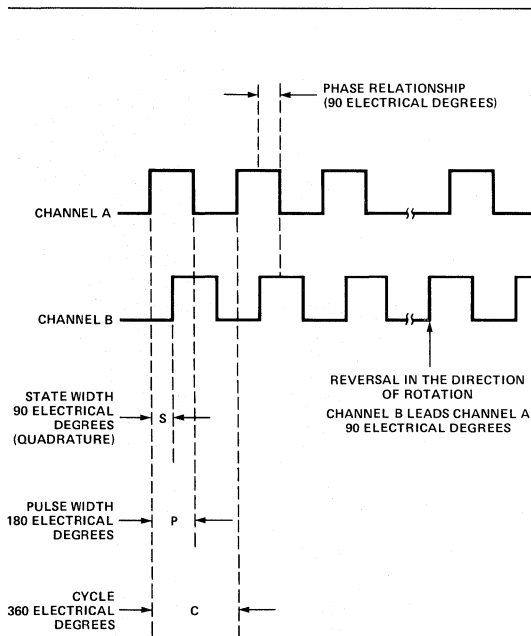 PHASE RELATIONSHIP
(90 ELECTRICAL DEGREES)
CHANNEL A
CHANNEL B
REVERSAL IN THE DIRECTION
OF ROTATION
CHANNEL B LEADS CHANNEL A
90 ELECTRICAL DEGREES
STATE WIDTH
90 ELECTRICAL
DEGREES
(QUADRATURE)
S
PULSE WIDTH
180 ELECTRICAL
DEGREES
P
CYCLE
360 ELECTRICAL
DEGREES
C